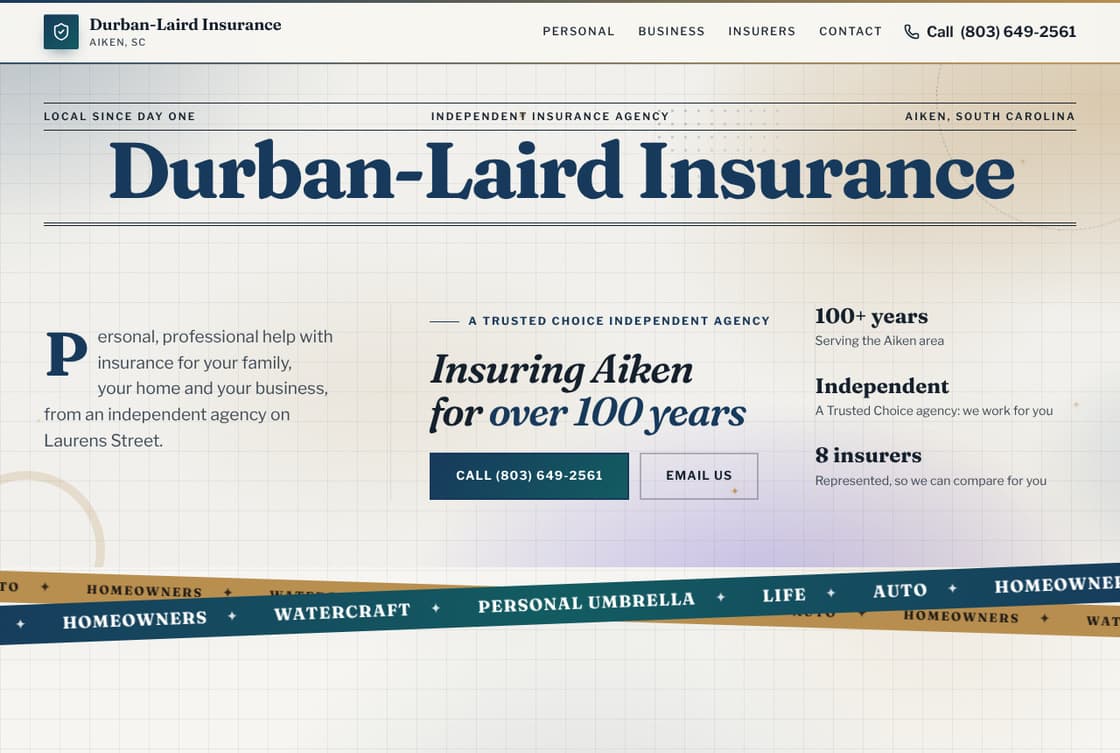 Durban-Laird Insurance
AIKEN, SC
PERSONAL BUSINESS INSURERS CONTACT Call (803) 649-2561
LOCAL SINCE DAY ONE INDEPENDENT INSURANCE AGENCY AIKEN, SOUTH CAROLINA
Durban-Laird Insurance
Personal, professional help with
insurance for your family,
your home and your business,
from an independent agency on
Laurens Street.
A TRUSTED CHOICE INDEPENDENT AGENCY
Insuring Aiken
for over 100 years
CALL (803) 649-2561 EMAIL US
100+ years
Serving the Aiken area
Independent
A Trusted Choice agency: we work for you
8 insurers
Represented, so we can compare for you
TO ✦ HOMEOWNERS ✦
✦ HOMEOWNERS ✦ WATERCRAFT ✦ PERSONAL UMBRELLA ✦ LIFE ✦ AUTO ✦ HOMEOWNE
AUTO ✦ HOMEOWNERS ✦ WAT